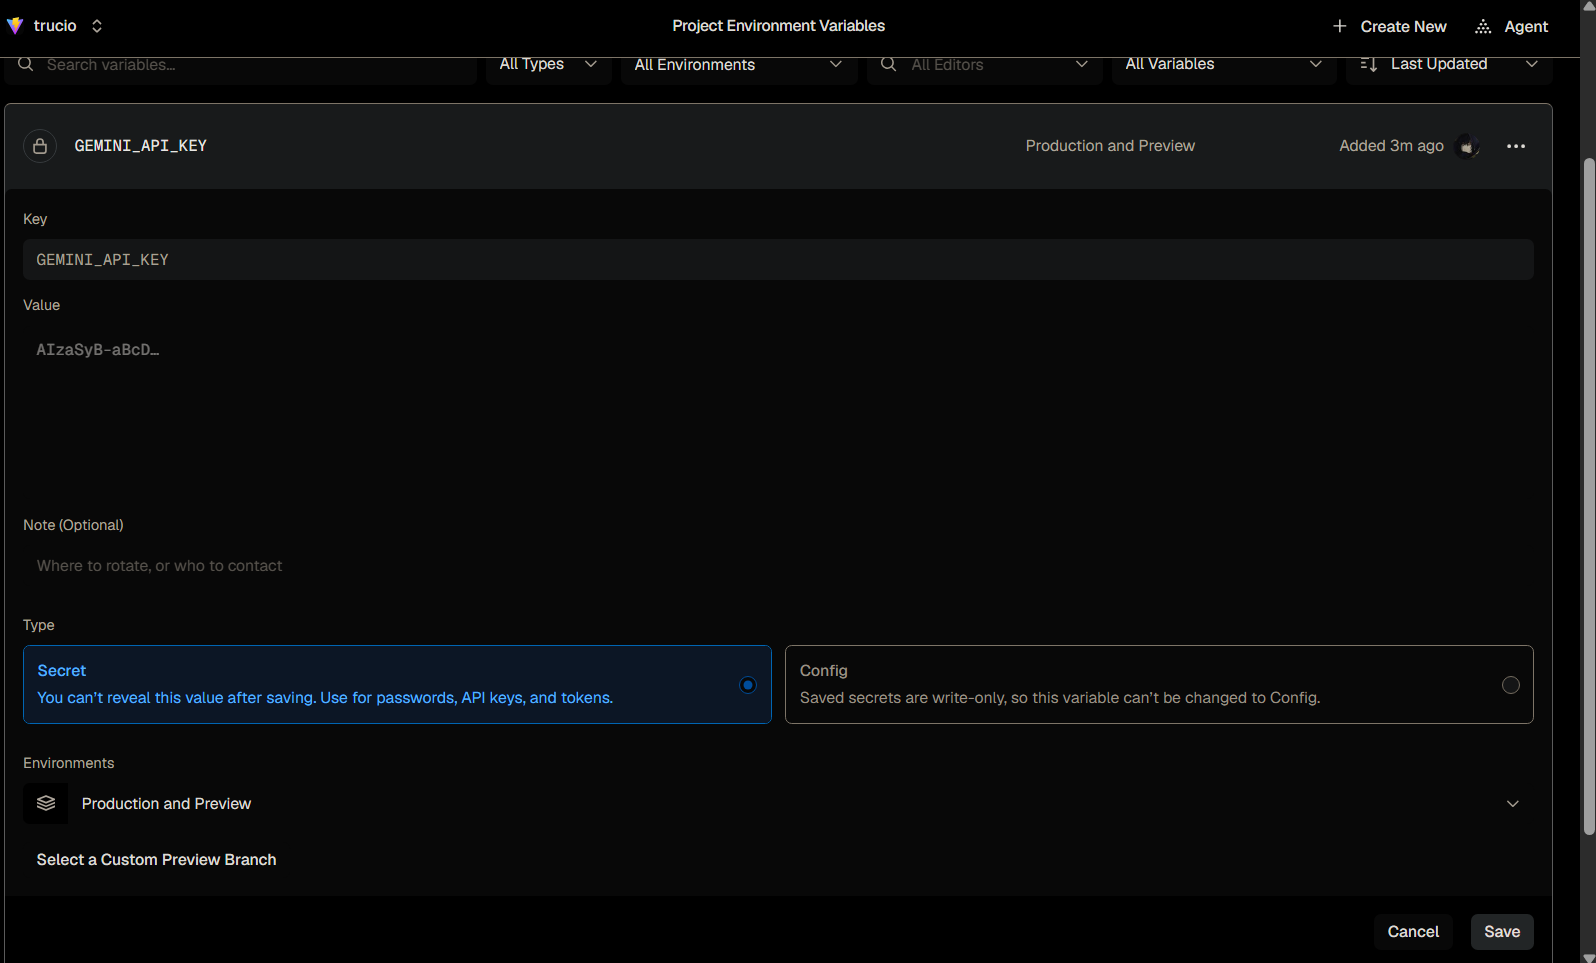 trucio
Project Environment Variables
Create New
Agent
Search variables...
All Types
All Environments
All Editors
All Variables
Last Updated
GEMINI_API_KEY
Production and Preview
Added 3m ago
Key
GEMINI_API_KEY
Value
AIzaSyB-aBcD…
Note (Optional)
Where to rotate, or who to contact
Type
Secret
You can’t reveal this value after saving. Use for passwords, API keys, and tokens.
Config
Saved secrets are write-only, so this variable can’t be changed to Config.
Environments
Production and Preview
Select a Custom Preview Branch
Cancel
Save